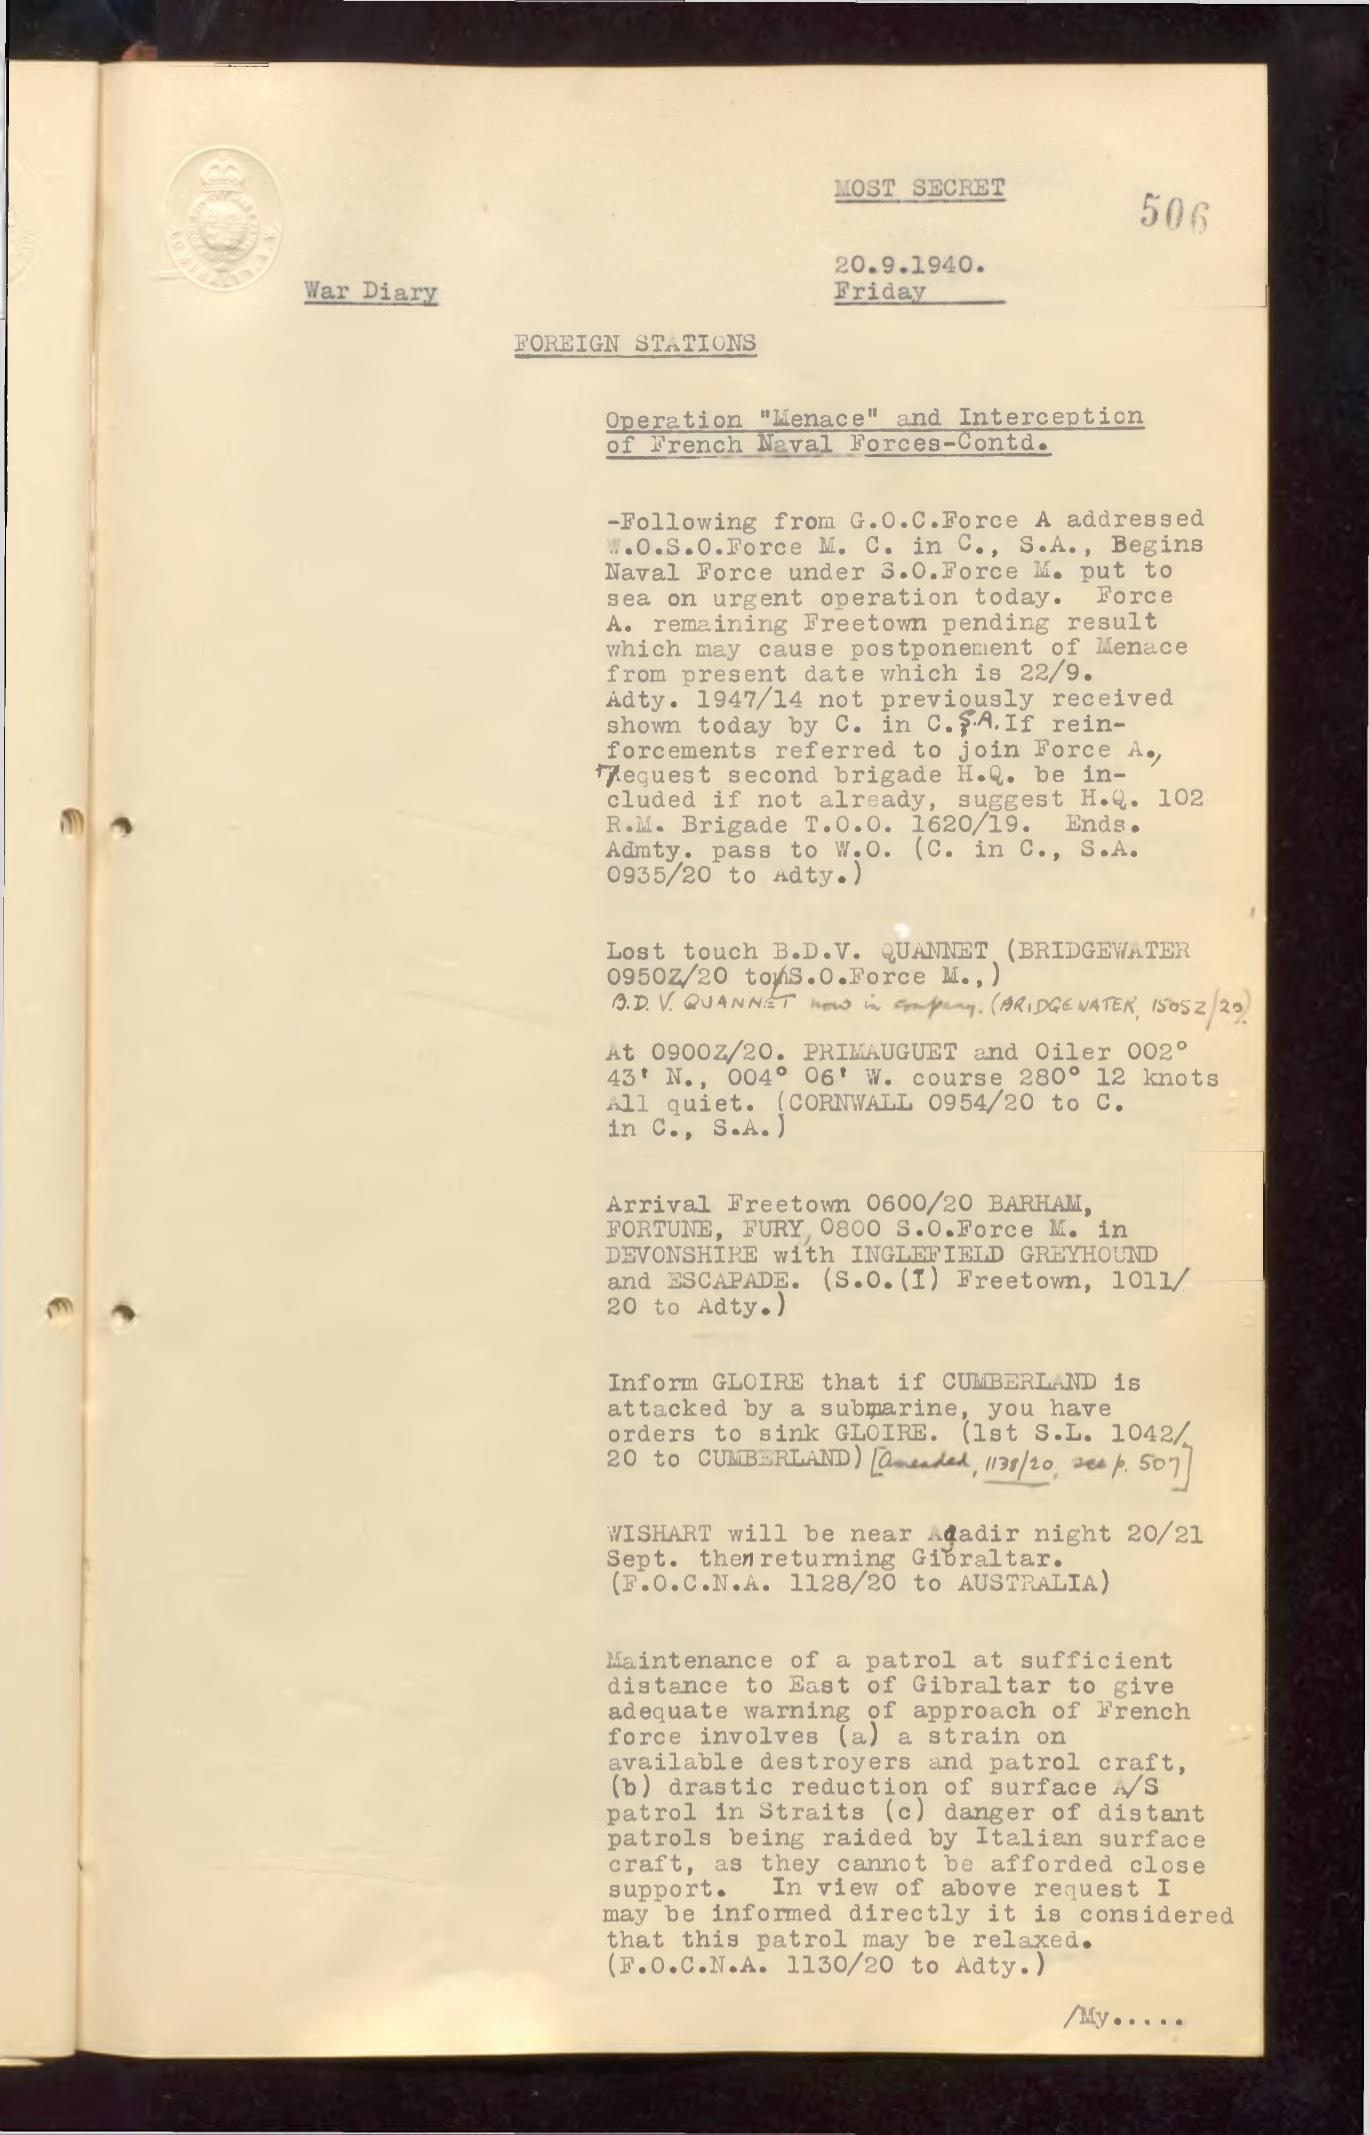 MOST SECRET
506
20.9.1940.
War Diary
Friday
FOREIGN STATIONS
Operation "Menace" and Interception
of French Naval Forces-Contd.
-Following from G.O.C.Force A addressed
W.O.S.O.Force M. C. in C., S.A., Begins
Naval Force under S.O.Force M. put to
sea on urgent operation today. Force
A. remaining Freetown pending result
which may cause postponement of Menace
from present date which is 22/9.
Adty. 1947/14 not previously received
shown today by C. in C. S.A. If rein-
forcements referred to join Force A.,
request second brigade H.Q. be in-
cluded if not already, suggest H.Q. 102
R.M. Brigade T.O.O. 1620/19. Ends.
Admty. pass to W.O. (C. in C., S.A.
0935/20 to Adty.)
Lost touch B.D.V. QUANNET (BRIDGEWATER
0950Z/20 to S.O.Force M.,)
B.D.V. QUANNET now in company. (BRIDGEWATER, 1505Z/20)
At 0900Z/20. PRIMAUGUET and Oiler 002°
43' N., 004° 06' W. course 280° 12 knots
All quiet. (CORNWALL 0954/20 to C.
in C., S.A.)
Arrival Freetown 0600/20 BARHAM,
FORTUNE, FURY, 0800 S.O.Force M. in
DEVONSHIRE with INGLEFIELD GREYHOUND
and ESCAPADE. (S.O.(I) Freetown, 1011/
20 to Adty.)
Inform GLOIRE that if CUMBERLAND is
attacked by a submarine, you have
orders to sink GLOIRE. (1st S.L. 1042/
20 to CUMBERLAND) [Amended, 1138/20, see p. 507]
WISHART will be near Agadir night 20/21
Sept. then returning Gibraltar.
(F.O.C.N.A. 1128/20 to AUSTRALIA)
Maintenance of a patrol at sufficient
distance to East of Gibraltar to give
adequate warning of approach of French
force involves (a) a strain on
available destroyers and patrol craft,
(b) drastic reduction of surface A/S
patrol in Straits (c) danger of distant
patrols being raided by Italian surface
craft, as they cannot be afforded close
support. In view of above request I
may be informed directly it is considered
that this patrol may be relaxed.
(F.O.C.N.A. 1130/20 to Adty.)
/My.....